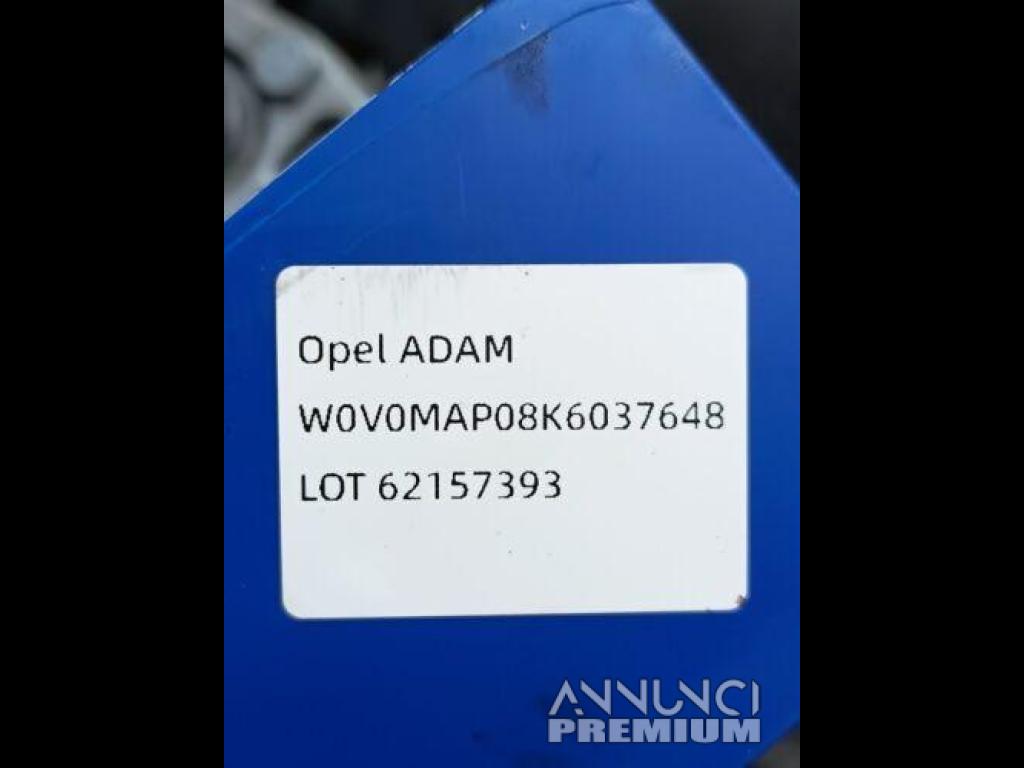 Opel ADAM
W0V0MAP08K6037648
LOT 62157393
ANNUNCI
PREMIUM